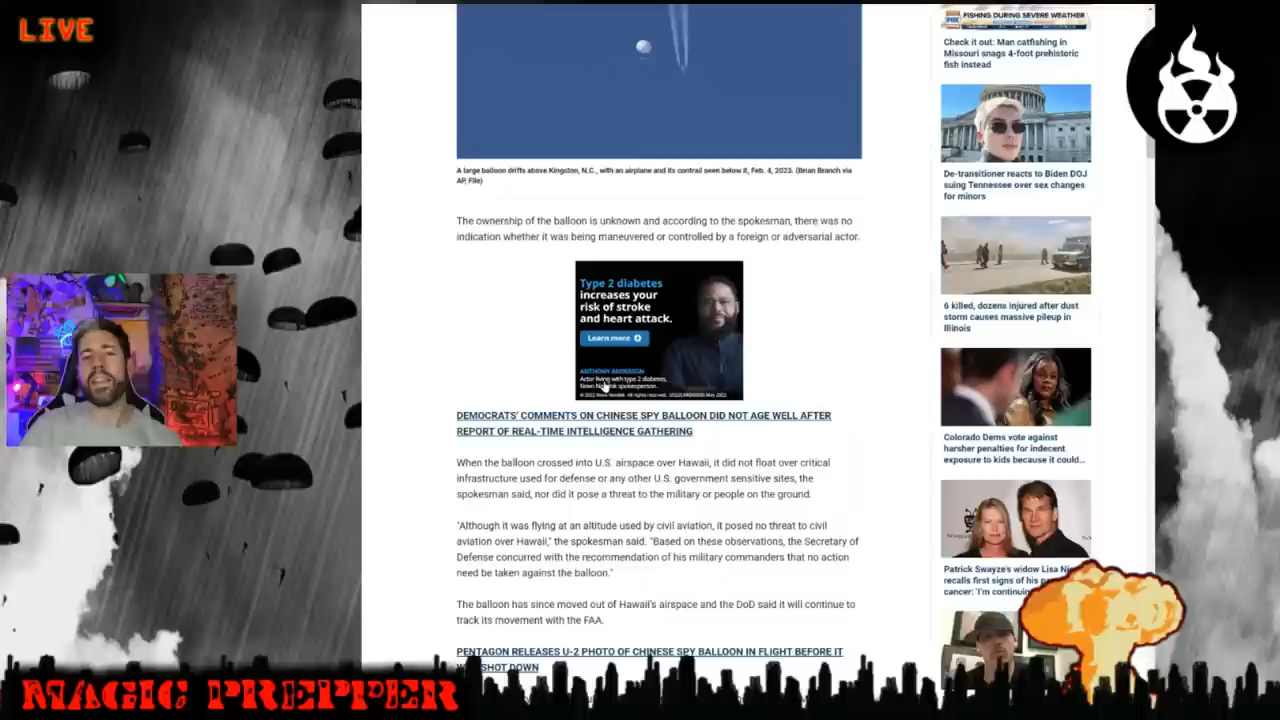 LIVE
FISHING DURING SEVERE WEATHER
Check it out: Man catfishing in
Missouri snags 4-foot prehistoric
fish instead
De-transitioner reacts to Biden DOJ
suing Tennessee over sex changes
for minors
6 killed, dozens injured after dust
storm causes massive pileup in
Illinois
Colorado Dems vote against
harsher penalties for indecent
exposure to kids because it could...
Patrick Swayze's widow Lisa
recalls first signs of his
cancer: 'I'm
A large balloon drifts above Kingston, N.C., with an airplane and its contrail seen below it, Feb. 4, 2023. (Brian Branch via
AP, File)
The ownership of the balloon is unknown and according to the spokesman, there was no
indication whether it was being maneuvered or controlled by a foreign or adversarial actor.
Type 2 diabetes
increases your
risk of stroke
and heart attack.
Learn more
ANTHONY ANDERSON
Actor living with type 2 diabetes,
Novo Nordisk spokesperson.
DEMOCRATS' COMMENTS ON CHINESE SPY BALLOON DID NOT AGE WELL AFTER
REPORT OF REAL-TIME INTELLIGENCE GATHERING
When the balloon crossed into U.S. airspace over Hawaii, it did not float over critical
infrastructure used for defense or any other U.S. government sensitive sites, the
spokesman said, nor did it pose a threat to the military or people on the ground.
"Although it was flying at an altitude used by civil aviation, it posed no threat to civil
aviation over Hawaii," the spokesman said. "Based on these observations, the Secretary of
Defense concurred with the recommendation of his military commanders that no action
need be taken against the balloon."
The balloon has since moved out of Hawaii's airspace and the DoD said it will continue to
track its movement with the FAA.
PENTAGON RELEASES U-2 PHOTO OF CHINESE SPY BALLOON IN FLIGHT BEFORE IT
SHOT DOWN
MAGIC PREPPER